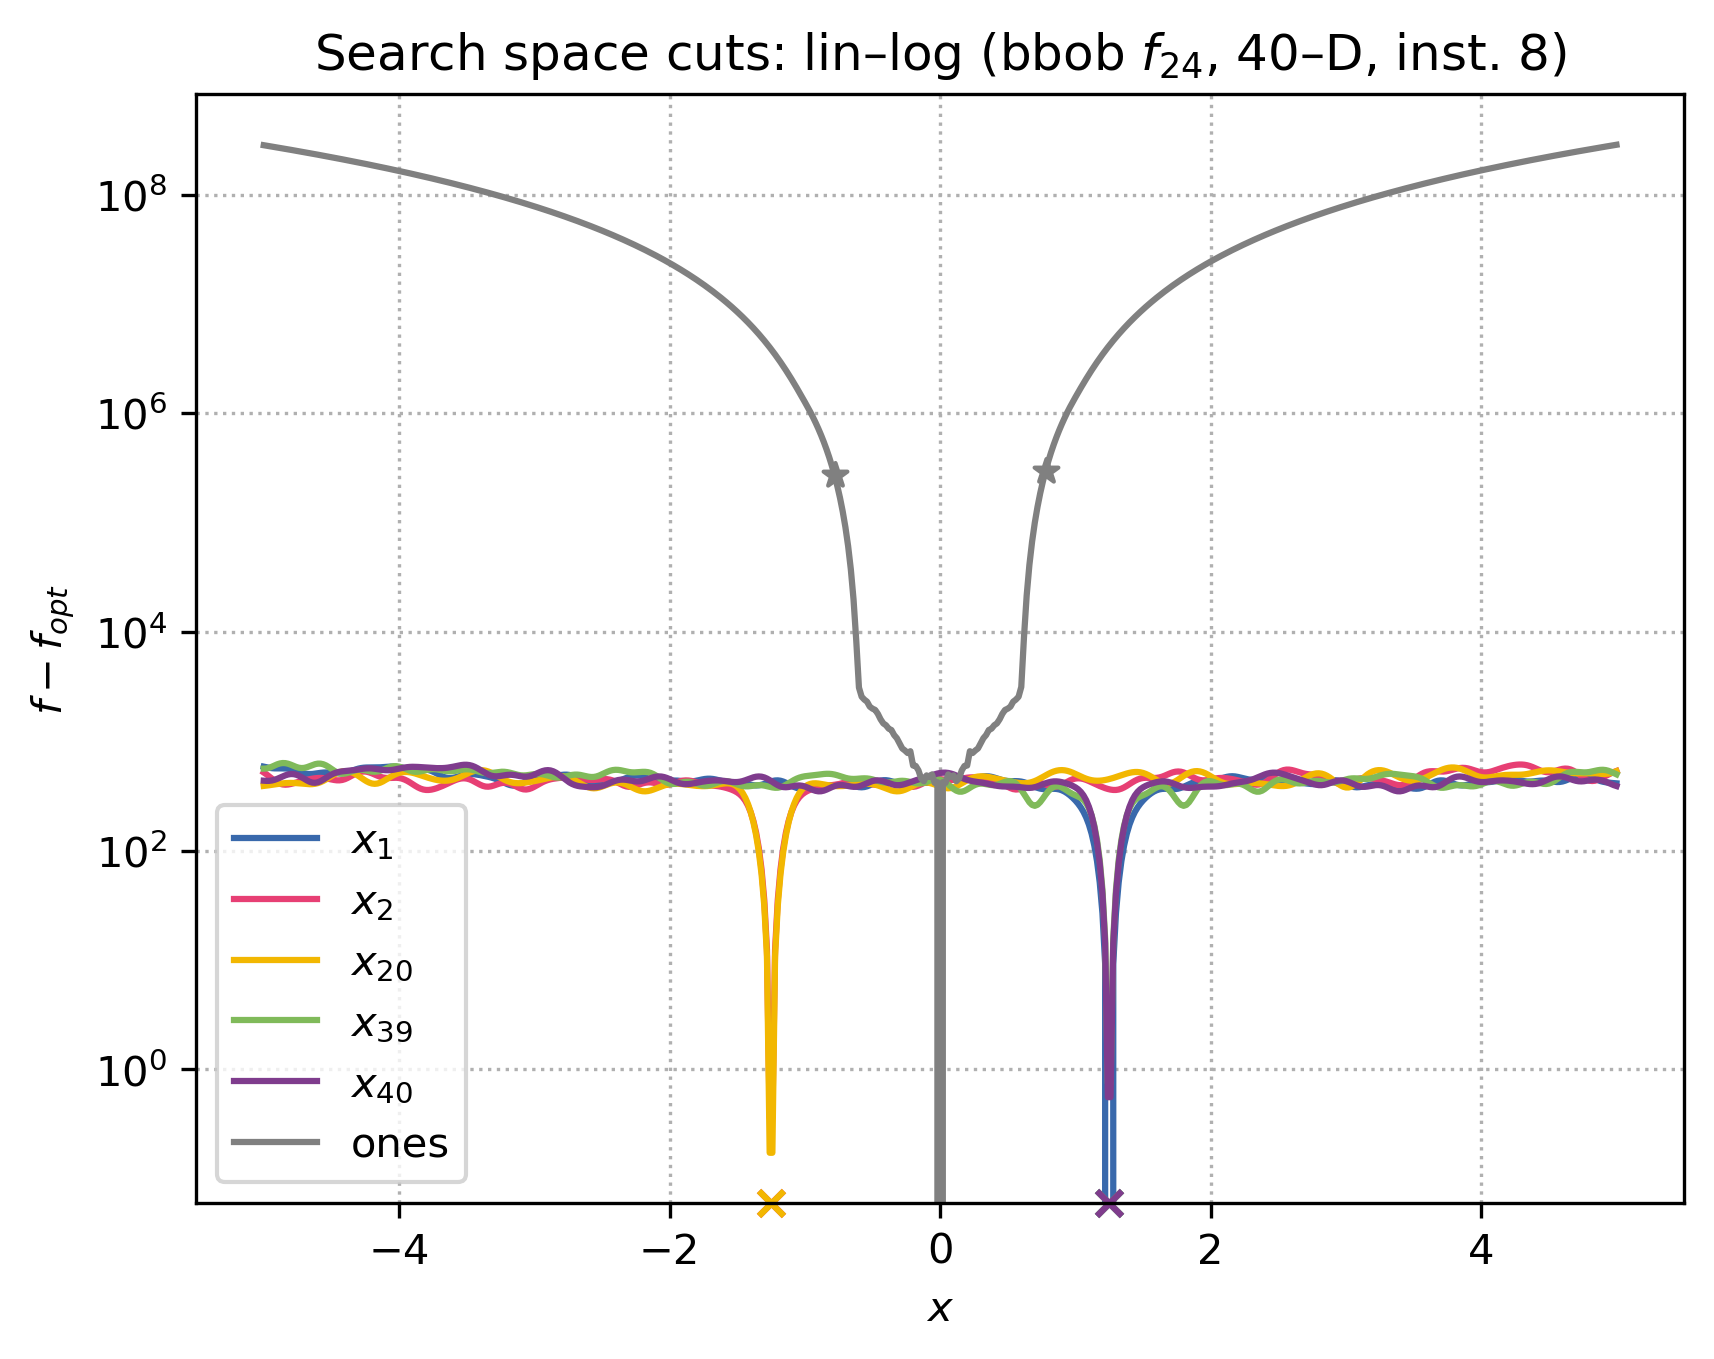 Search space cuts: lin–log (bbob $f_{24}$, 40–D, inst. 8)
$f - f_{opt}$
$10^8$
$10^6$
$10^4$
$10^2$
$10^0$
$x_1$
$x_2$
$x_{20}$
$x_{39}$
$x_{40}$
ones
−4 −2 0 2 4
$x$